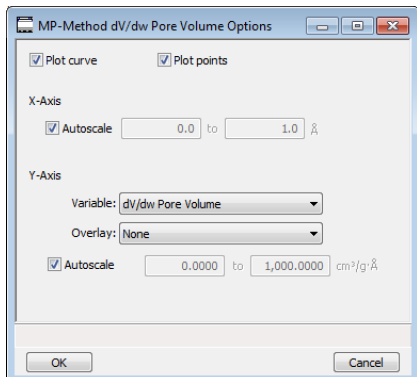 MP-Method dV/dw Pore Volume Options
Plot curve Plot points
X-Axis
Autoscale 0.0 to 1.0 Å
Y-Axis
Variable: dV/dw Pore Volume
Overlay: None
Autoscale 0.0000 to 1,000.0000 cm³/g·Å
OK Cancel